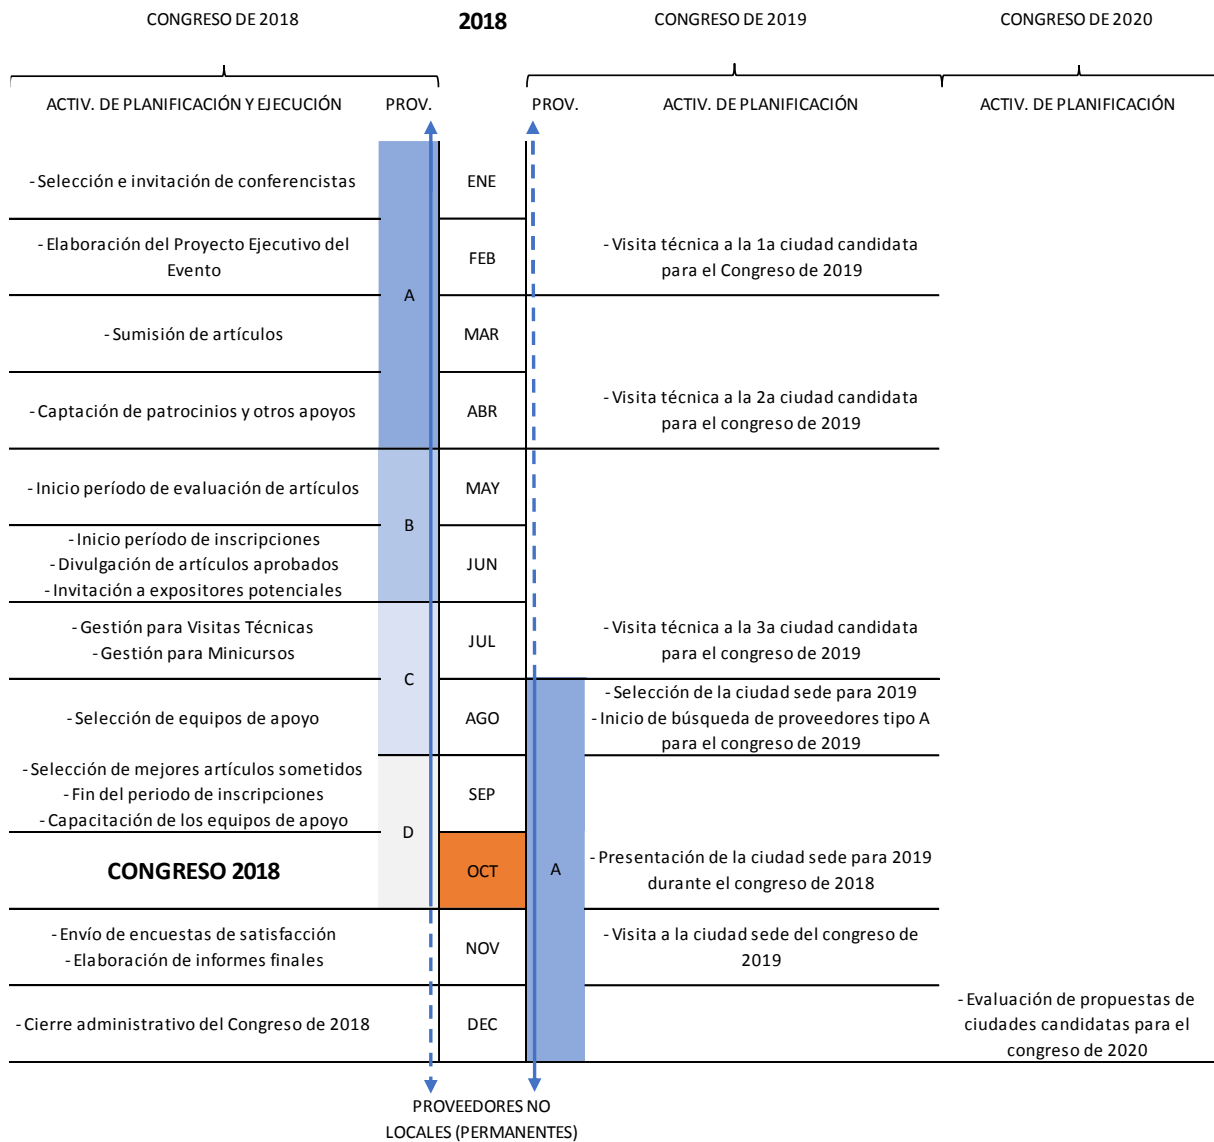 CONGRESO DE 2018
2018
CONGRESO DE 2019
CONGRESO DE 2020
ACTIV. DE PLANIFICACIÓN Y EJECUCIÓN
PROV.
PROV.
ACTIV. DE PLANIFICACIÓN
ACTIV. DE PLANIFICACIÓN
- Selección e invitación de conferencistas
ENE
- Elaboración del Proyecto Ejecutivo del
Evento
FEB
- Visita técnica a la 1a ciudad candidata
para el Congreso de 2019
A
- Sumisión de artículos
MAR
- Captación de patrocinios y otros apoyos
ABR
- Visita técnica a la 2a ciudad candidata
para el congreso de 2019
- Inicio período de evaluación de artículos
MAY
B
- Inicio período de inscripciones
- Divulgación de artículos aprobados
- Invitación a expositores potenciales
JUN
- Gestión para Visitas Técnicas
- Gestión para Minicursos
JUL
- Visita técnica a la 3a ciudad candidata
para el congreso de 2019
C
- Selección de equipos de apoyo
AGO
- Selección de la ciudad sede para 2019
- Inicio de búsqueda de proveedores tipo A
para el congreso de 2019
- Selección de mejores artículos sometidos
- Fin del periodo de inscripciones
- Capacitación de los equipos de apoyo
SEP
D
CONGRESO 2018
OCT
A
- Presentación de la ciudad sede para 2019
durante el congreso de 2018
- Envío de encuestas de satisfacción
- Elaboración de informes finales
NOV
- Visita a la ciudad sede del congreso de
2019
- Cierre administrativo del Congreso de 2018
DEC
- Evaluación de propuestas de
ciudades candidatas para el
congreso de 2020
PROVEEDORES NO
LOCALES (PERMANENTES)